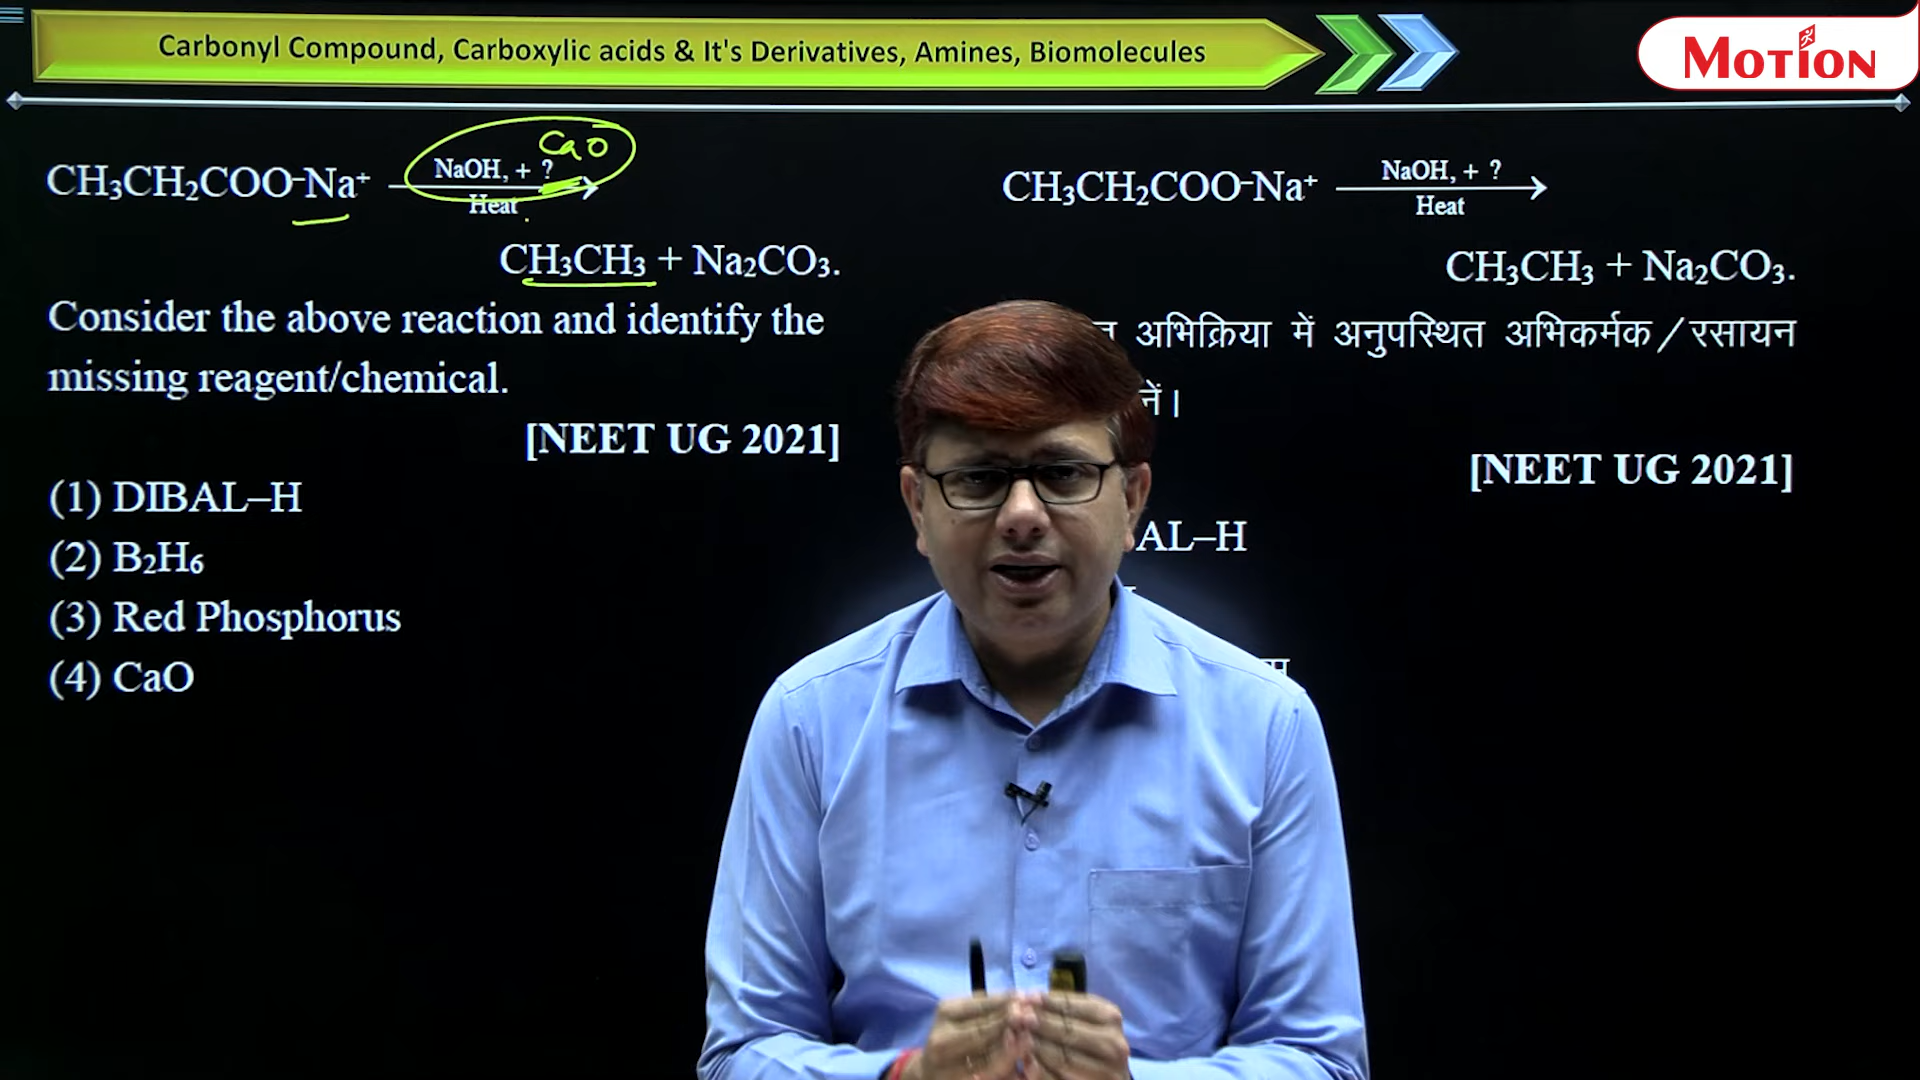 Carbonyl Compound, Carboxylic acids & It's Derivatives, Amines, Biomolecules
MOTION
CaO
CH₃CH₂COO⁻Na⁺ NaOH, + ?
Heat
CH₃CH₃ + Na₂CO₃.
Consider the above reaction and identify the
missing reagent/chemical.
[NEET UG 2021]
(1) DIBAL–H
(2) B₂H₆
(3) Red Phosphorus
(4) CaO
CH₃CH₂COO⁻Na⁺ NaOH, + ?
Heat
CH₃CH₃ + Na₂CO₃.
अभिक्रिया में अनुपस्थित अभिकर्मक/रसायन
[NEET UG 2021]
AL–H